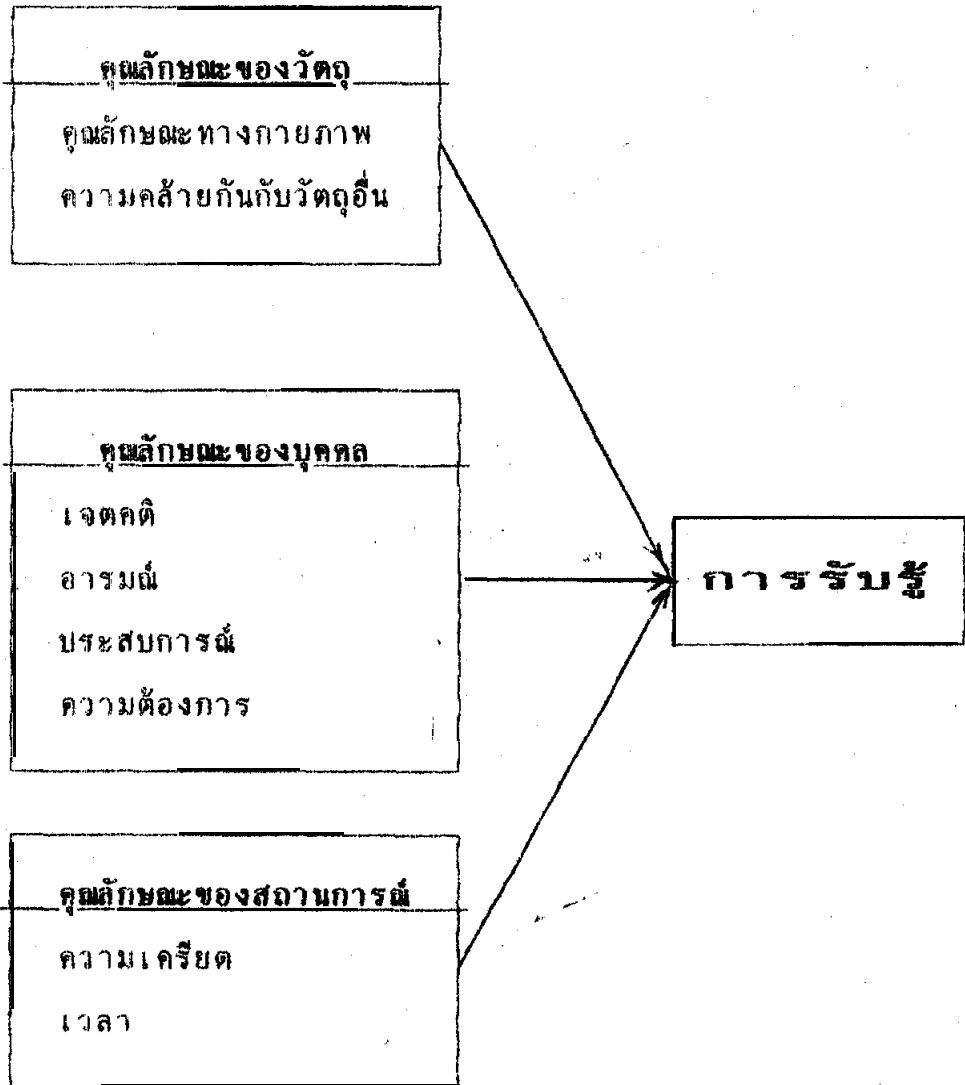 คุณลักษณะของวัตถุ
คุณลักษณะทางกายภาพ
ความคล้ายกันกับวัตถุอื่น
คุณลักษณะของบุคคล
เจตคติ
อารมณ์
ประสบการณ์
ความต้องการ
การรับรู้
คุณลักษณะของสถานการณ์
ความเครียด
เวลา